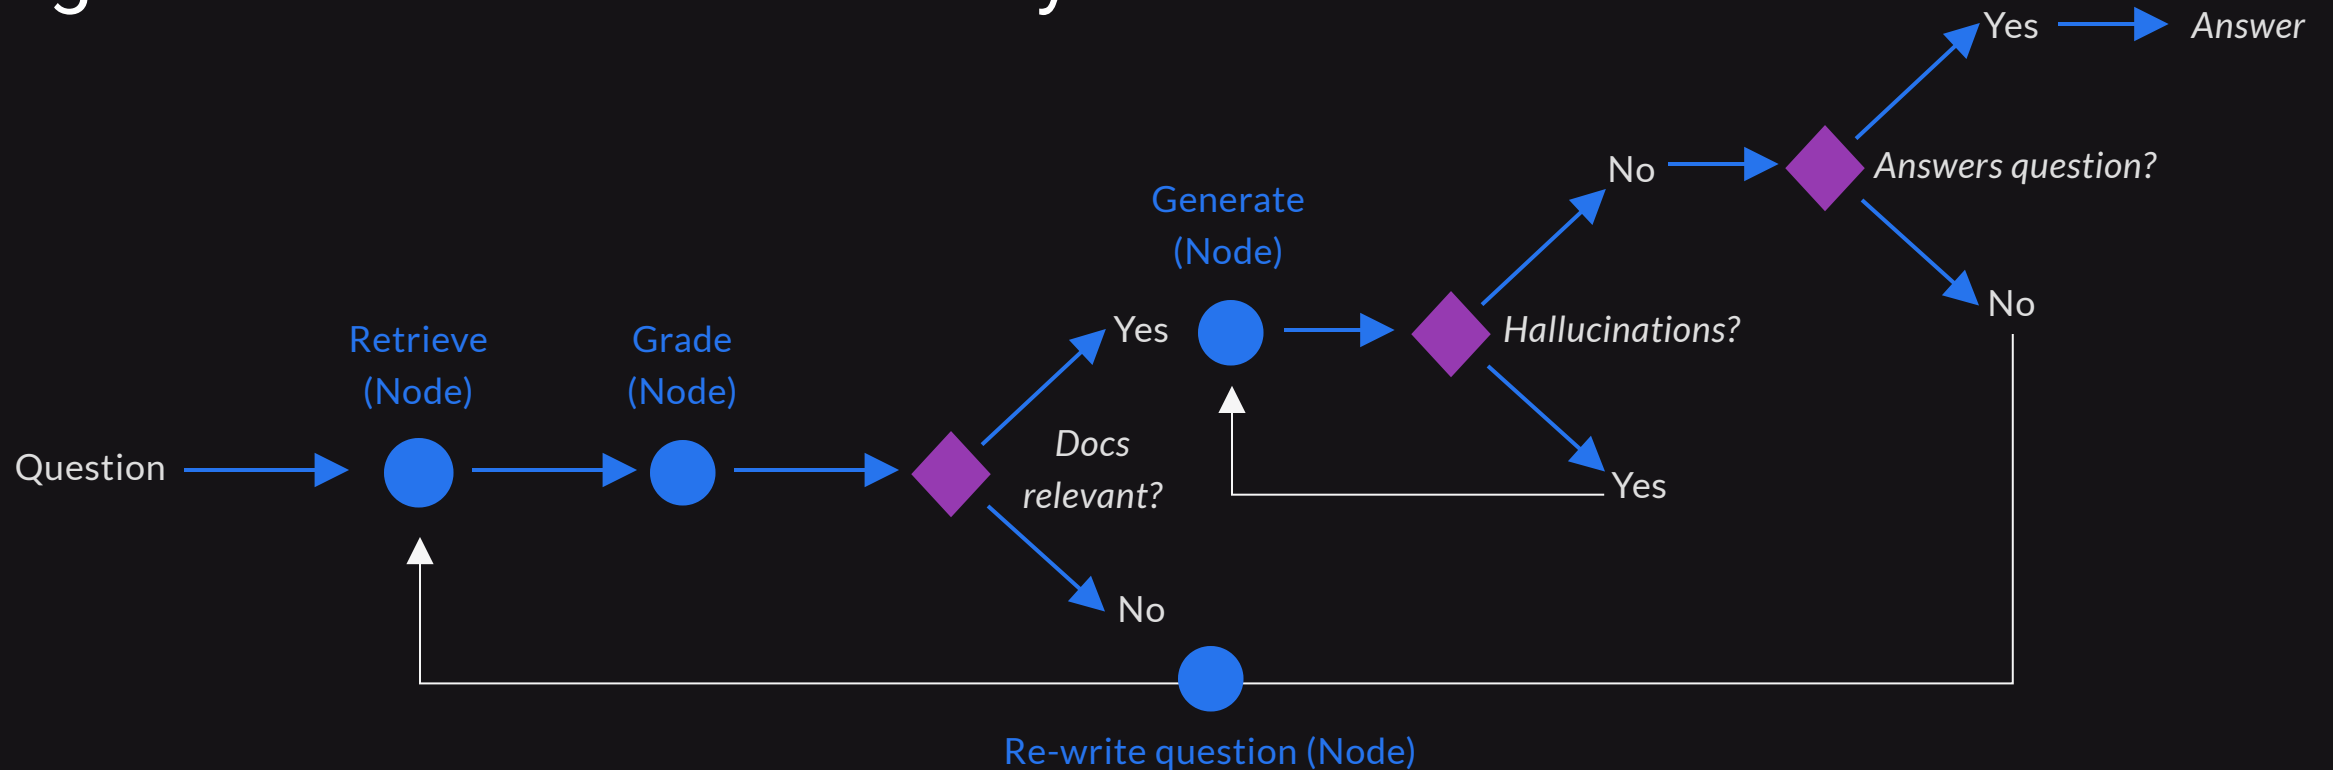 Yes
Answer
No
Answers question?
Generate
(Node)
No
Yes
Hallucinations?
Retrieve
(Node)
Grade
(Node)
Docs
relevant?
Question
Yes
No
Re-write question (Node)